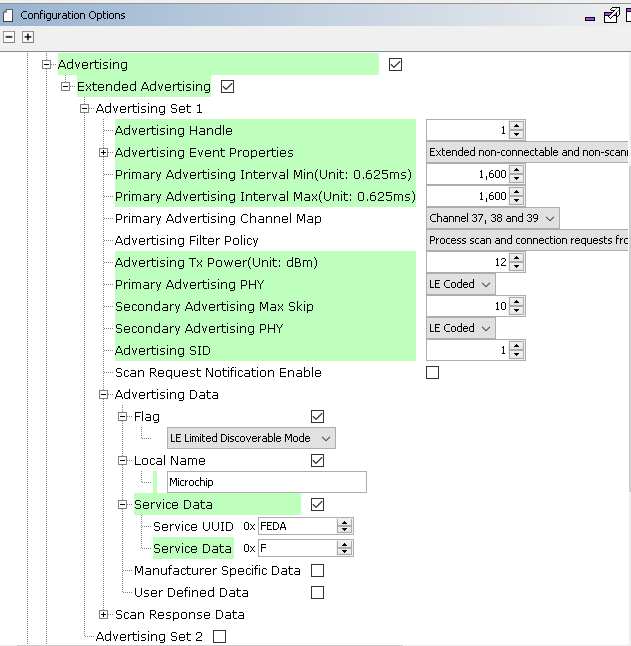 Configuration Options
Advertising
Extended Advertising
Advertising Set 1
Advertising Handle 1
Advertising Event Properties Extended non-connectable and non-scan
Primary Advertising Interval Min(Unit: 0.625ms) 1,600
Primary Advertising Interval Max(Unit: 0.625ms) 1,600
Primary Advertising Channel Map Channel 37, 38 and 39
Advertising Filter Policy Process scan and connection requests fro
Advertising Tx Power(Unit: dBm) 12
Primary Advertising PHY LE Coded
Secondary Advertising Max Skip 10
Secondary Advertising PHY LE Coded
Advertising SID 1
Scan Request Notification Enable
Advertising Data
Flag
LE Limited Discoverable Mode
Local Name
Microchip
Service Data
Service UUID 0x FEDA
Service Data 0x F
Manufacturer Specific Data
User Defined Data
Scan Response Data
Advertising Set 2